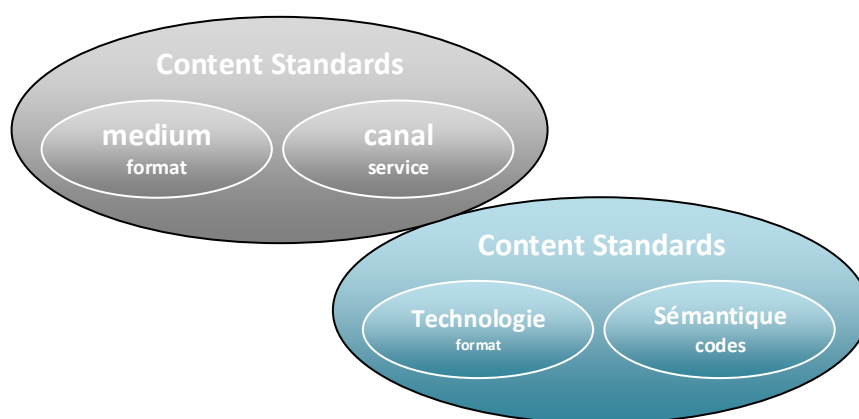 Content Standards
medium
format
canal
service
Content Standards
Technologie
format
Sémantique
codes